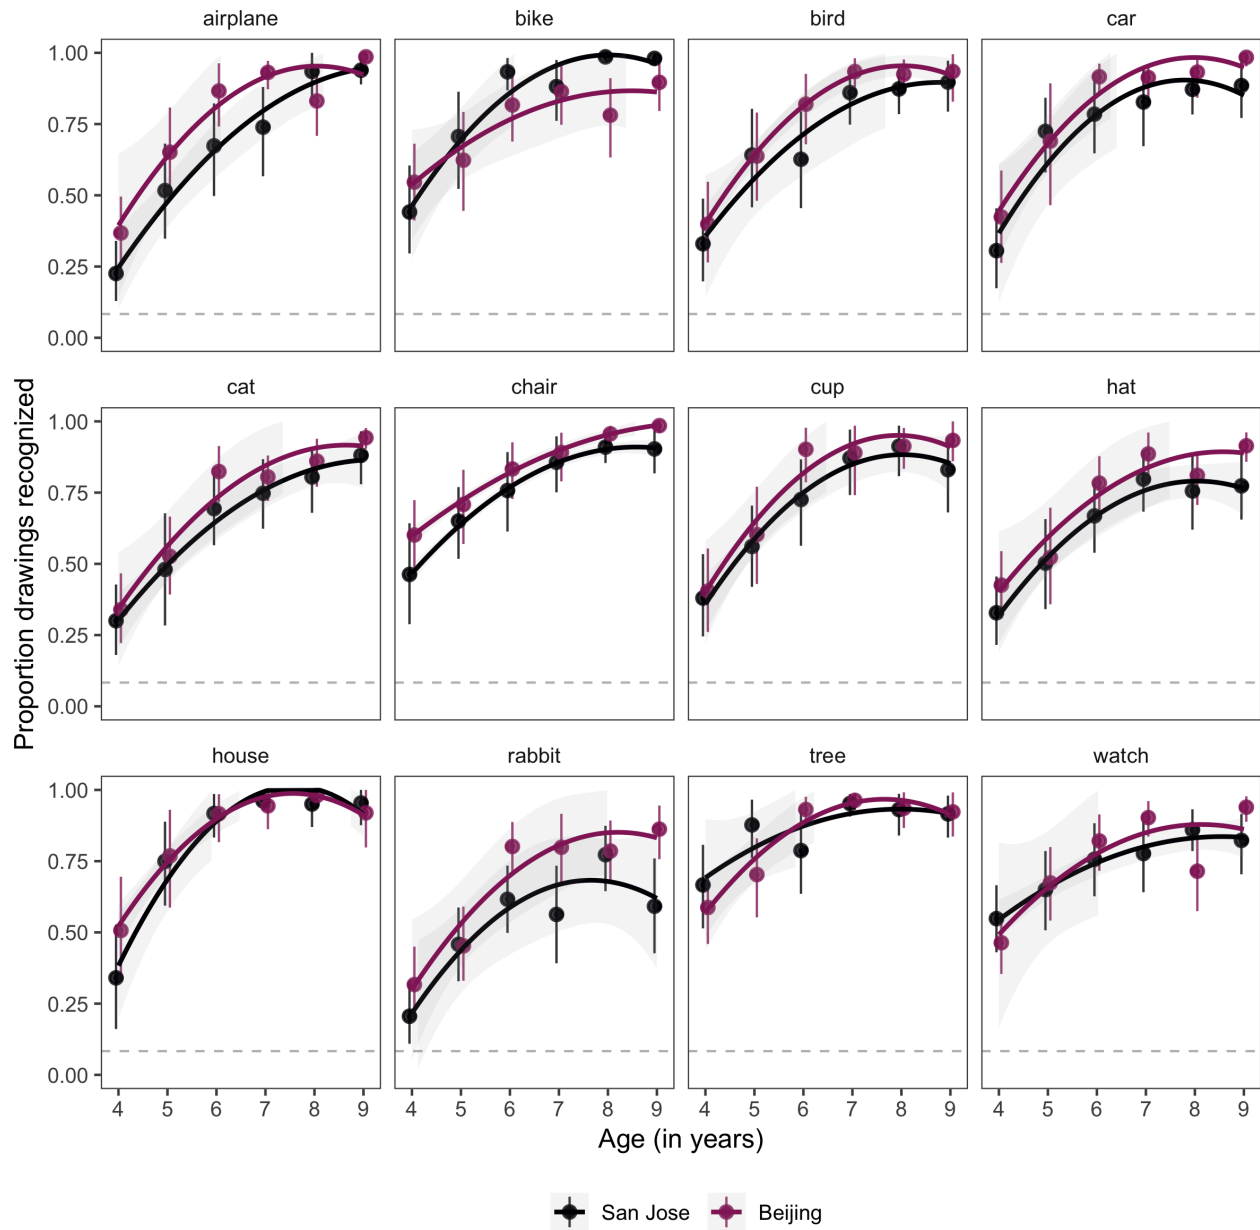 airplane bike bird car
1.00
0.75
0.50
0.25
0.00
cat chair cup hat
1.00
0.75
0.50
0.25
0.00
Proportion drawings recognized
house rabbit tree watch
1.00
0.75
0.50
0.25
0.00
4 5 6 7 8 9 4 5 6 7 8 9 4 5 6 7 8 9 4 5 6 7 8 9
Age (in years)
San Jose Beijing